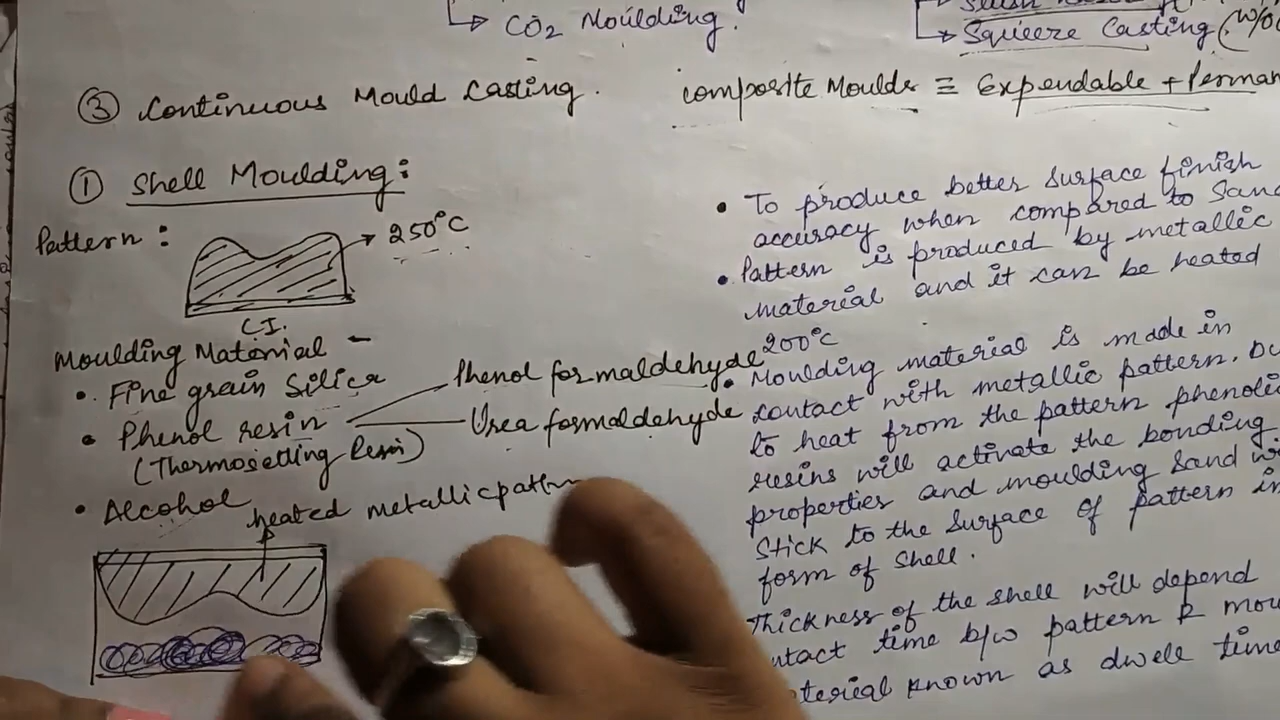 CO2 Moulding.
Squeeze Casting (w/o
③ Continuous Mould Casting.
composite Moulds ≡ Expendable + Perman
① Shell Moulding:
Pattern:
250°C
C.I.
Moulding Material -
• Fine grain Silica
• Phenol resin
Phenol formaldehyde
Urea formaldehyde
(Thermosetting Resin)
• Alcohol
heated metallic pattern
• To produce better surface finish
accuracy when compared to Sand
• Pattern is produced by metallic
material and it can be heated
200°C
• Moulding material is made in
contact with metallic pattern. Du
to heat from the pattern phenolic
resins will activate the bonding
properties and moulding sand wi
stick to the surface of pattern in
form of shell.
Thickness of the shell will depend
ntact time b/w pattern & mou
aterial known as dwell time